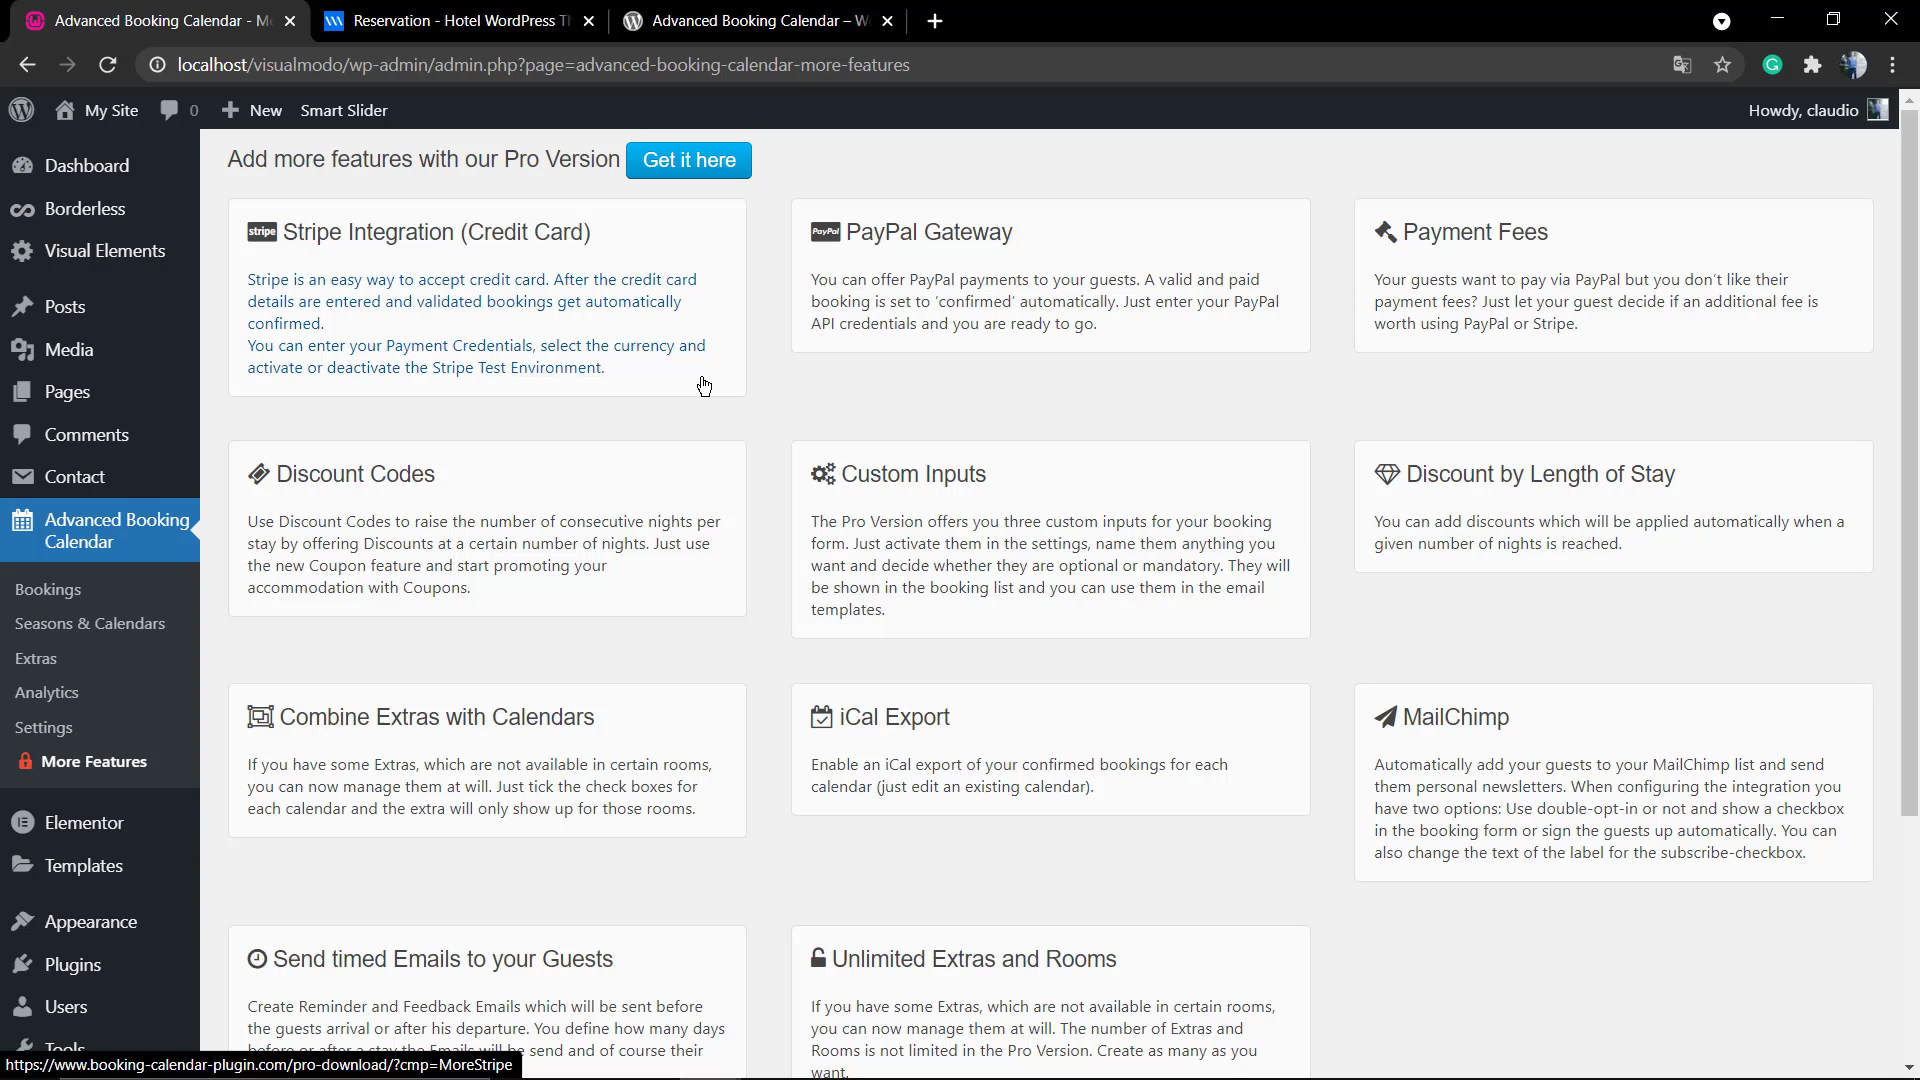 Advanced Booking Calendar - M
Reservation - Hotel WordPress T
Advanced Booking Calendar – W
localhost/visualmodo/wp-admin/admin.php?page=advanced-booking-calendar-more-features
My Site
0
New
Smart Slider
Howdy, claudio
Dashboard
Borderless
Visual Elements
Posts
Media
Pages
Comments
Contact
Advanced Booking
Calendar
Bookings
Seasons & Calendars
Extras
Analytics
Settings
More Features
Elementor
Templates
Appearance
Plugins
Users
Tools
Add more features with our Pro Version
Get it here
stripe Stripe Integration (Credit Card)
Stripe is an easy way to accept credit card. After the credit card
details are entered and validated bookings get automatically
confirmed.
You can enter your Payment Credentials, select the currency and
activate or deactivate the Stripe Test Environment.
PayPal PayPal Gateway
You can offer PayPal payments to your guests. A valid and paid
booking is set to 'confirmed' automatically. Just enter your PayPal
API credentials and you are ready to go.
Payment Fees
Your guests want to pay via PayPal but you don't like their
payment fees? Just let your guest decide if an additional fee is
worth using PayPal or Stripe.
Discount Codes
Use Discount Codes to raise the number of consecutive nights per
stay by offering Discounts at a certain number of nights. Just use
the new Coupon feature and start promoting your
accommodation with Coupons.
Custom Inputs
The Pro Version offers you three custom inputs for your booking
form. Just activate them in the settings, name them anything you
want and decide whether they are optional or mandatory. They will
be shown in the booking list and you can use them in the email
templates.
Discount by Length of Stay
You can add discounts which will be applied automatically when a
given number of nights is reached.
Combine Extras with Calendars
If you have some Extras, which are not available in certain rooms,
you can now manage them at will. Just tick the check boxes for
each calendar and the extra will only show up for those rooms.
iCal Export
Enable an iCal export of your confirmed bookings for each
calendar (just edit an existing calendar).
MailChimp
Automatically add your guests to your MailChimp list and send
them personal newsletters. When configuring the integration you
have two options: Use double-opt-in or not and show a checkbox
in the booking form or sign the guests up automatically. You can
also change the text of the label for the subscribe-checkbox.
Send timed Emails to your Guests
Create Reminder and Feedback Emails which will be sent before
the guests arrival or after his departure. You define how many days
before or after a stay the Emails will be send and of course their
Unlimited Extras and Rooms
If you have some Extras, which are not available in certain rooms,
you can now manage them at will. The number of Extras and
Rooms is not limited in the Pro Version. Create as many as you
want.
https://www.booking-calendar-plugin.com/pro-download/?cmp=MoreStripe